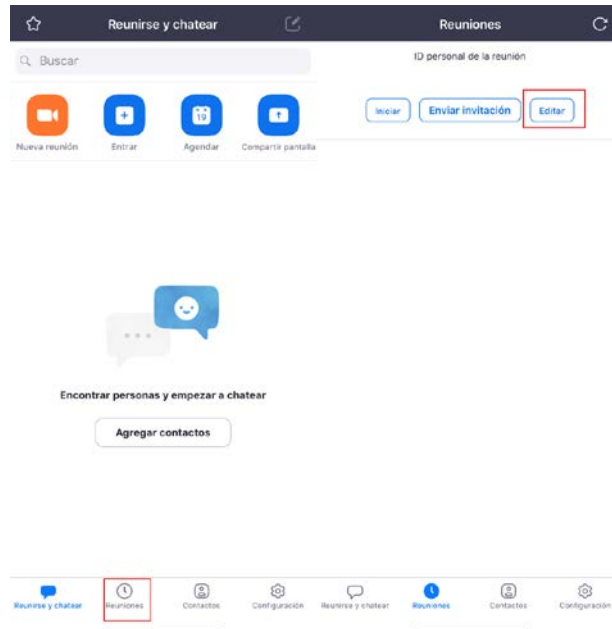 Reunirse y chatear
Buscar
19
Nueva reunión
Entrar
Agendar
Compartir pantalla
Encontrar personas y empezar a chatear
Agregar contactos
Reunirse y chatear
Reuniones
Contactos
Configuración
Reuniones
ID personal de la reunión
Iniciar
Enviar invitación
Editar
Reunirse y chatear
Reuniones
Contactos
Configuración